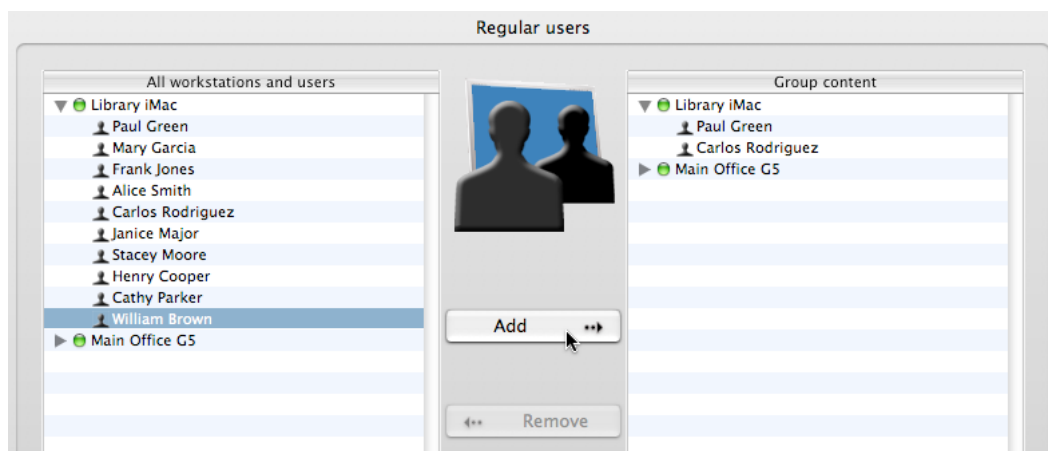 Regular users
All workstations and users
Library iMac
Paul Green
Mary Garcia
Frank Jones
Alice Smith
Carlos Rodriguez
Janice Major
Stacey Moore
Henry Cooper
Cathy Parker
William Brown
Main Office G5
Add
Remove
Group content
Library iMac
Paul Green
Carlos Rodriguez
Main Office G5